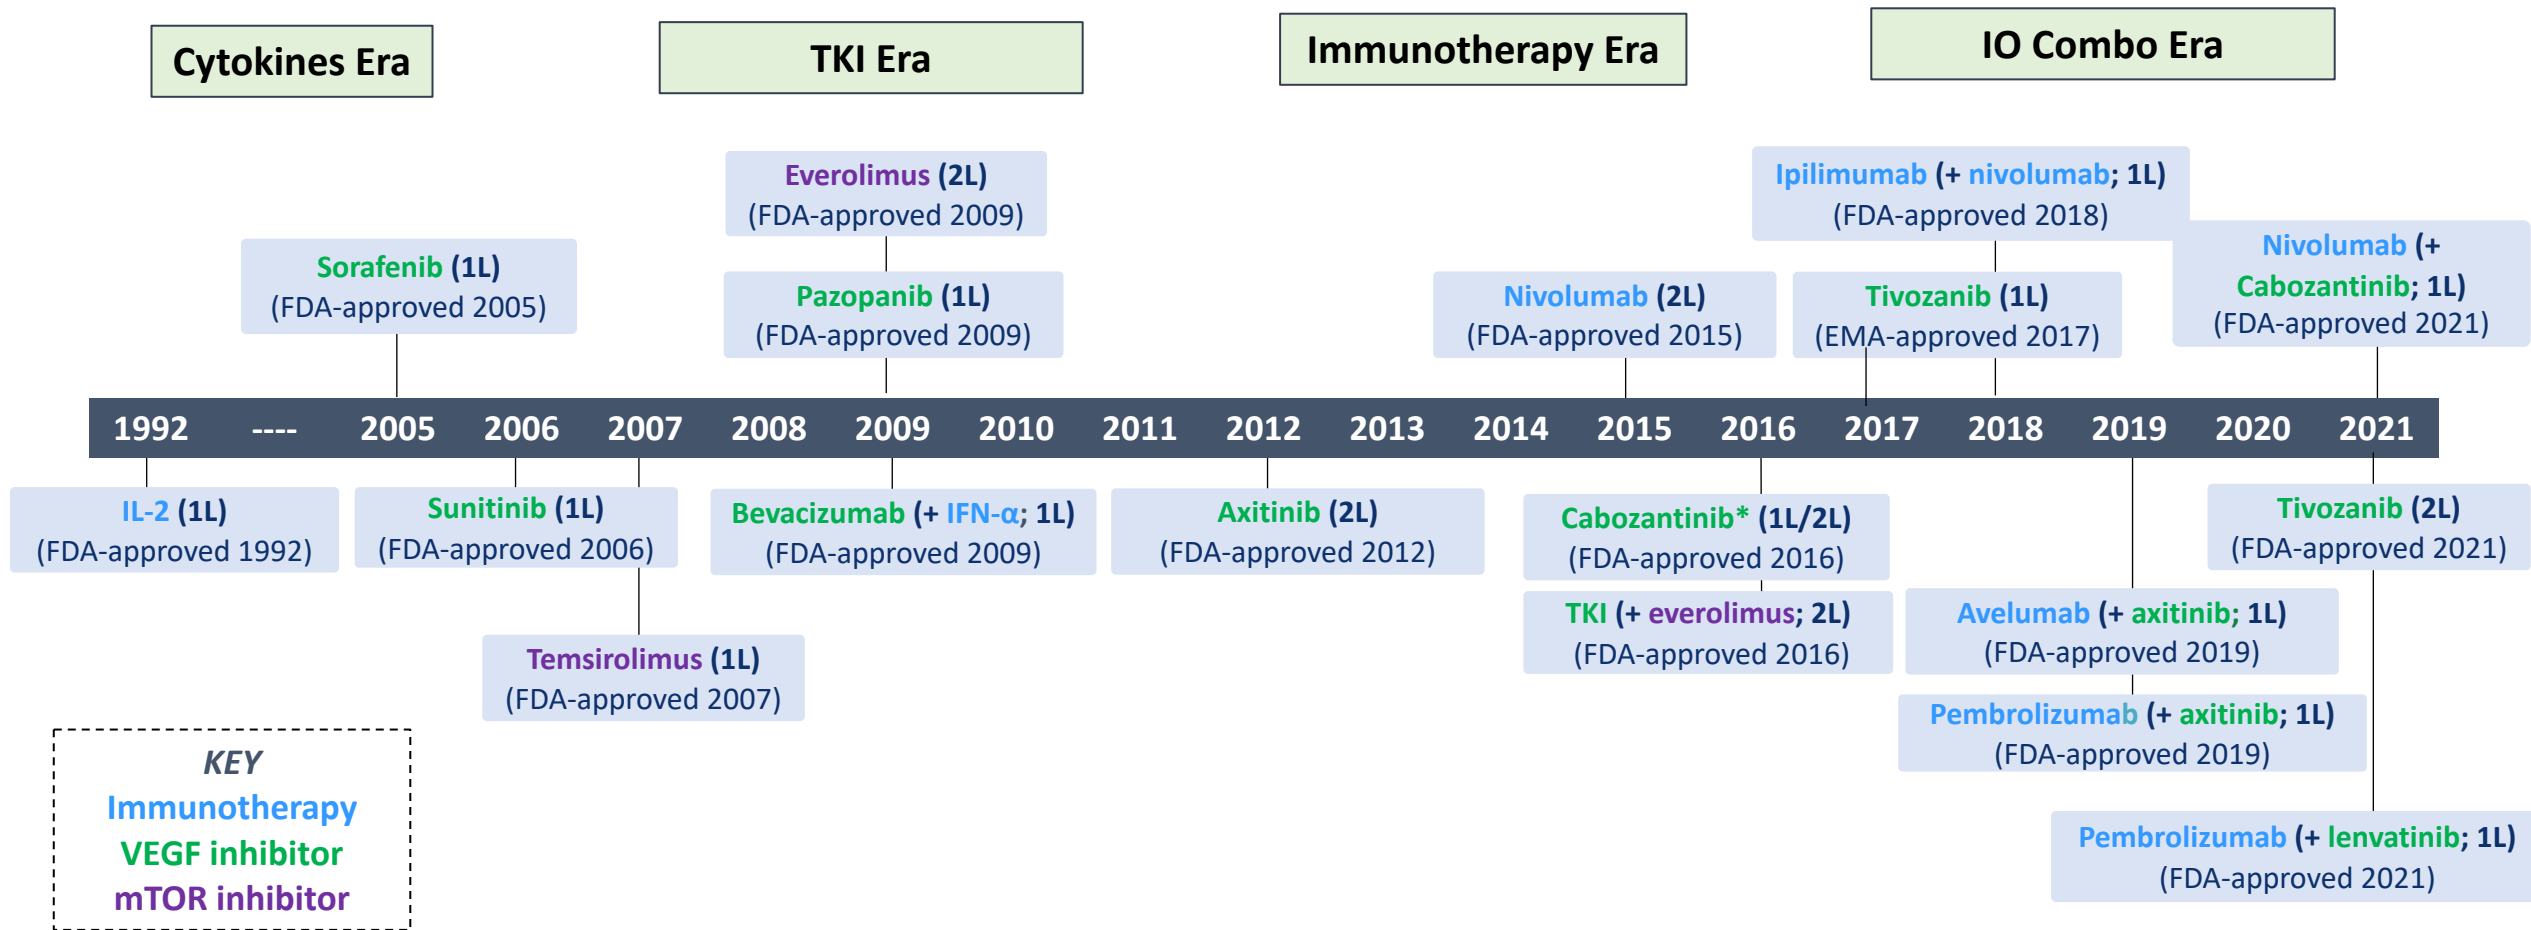 Cytokines Era
TKI Era
Immunotherapy Era
IO Combo Era
Everolimus (2L)
(FDA-approved 2009)
Ipilimumab (+ nivolumab; 1L)
(FDA-approved 2018)
Sorafenib (1L)
(FDA-approved 2005)
Pazopanib (1L)
(FDA-approved 2009)
Nivolumab (2L)
(FDA-approved 2015)
Tivozanib (1L)
(EMA-approved 2017)
Nivolumab (+
Cabozantinib; 1L)
(FDA-approved 2021)
1992 ---- 2005 2006 2007 2008 2009 2010 2011 2012 2013 2014 2015 2016 2017 2018 2019 2020 2021
IL-2 (1L)
(FDA-approved 1992)
Sunitinib (1L)
(FDA-approved 2006)
Bevacizumab (+ IFN-α; 1L)
(FDA-approved 2009)
Axitinib (2L)
(FDA-approved 2012)
Cabozantinib* (1L/2L)
(FDA-approved 2016)
Tivozanib (2L)
(FDA-approved 2021)
TKI (+ everolimus; 2L)
(FDA-approved 2016)
Avelumab (+ axitinib; 1L)
(FDA-approved 2019)
Temsirolimus (1L)
(FDA-approved 2007)
Pembrolizumab (+ axitinib; 1L)
(FDA-approved 2019)
Pembrolizumab (+ lenvatinib; 1L)
(FDA-approved 2021)
KEY
Immunotherapy
VEGF inhibitor
mTOR inhibitor